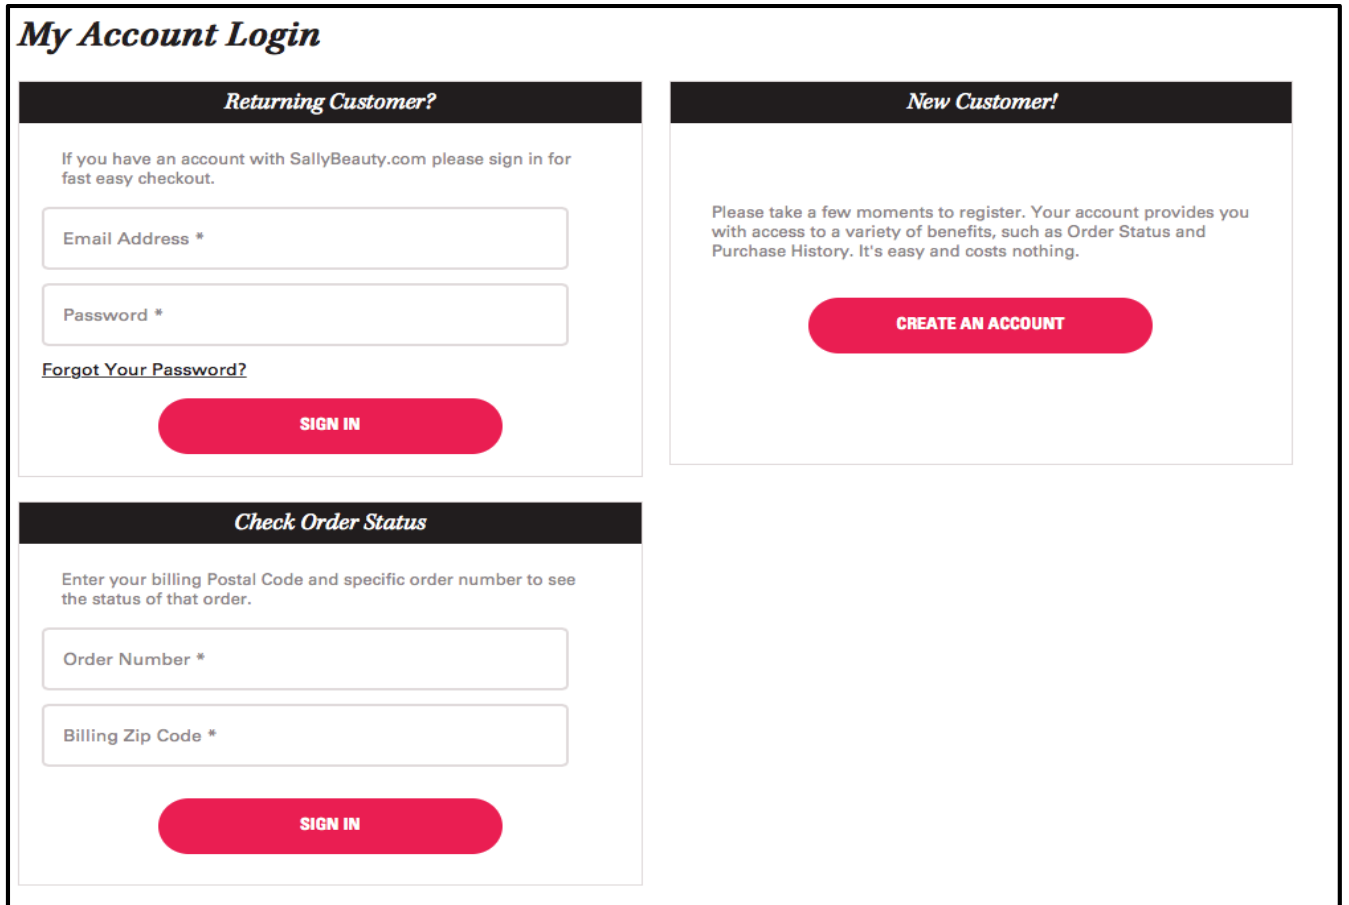 My Account Login
Returning Customer?
If you have an account with SallyBeauty.com please sign in for
fast easy checkout.
Email Address *
Password *
Forgot Your Password?
SIGN IN
New Customer!
Please take a few moments to register. Your account provides you
with access to a variety of benefits, such as Order Status and
Purchase History. It's easy and costs nothing.
CREATE AN ACCOUNT
Check Order Status
Enter your billing Postal Code and specific order number to see
the status of that order.
Order Number *
Billing Zip Code *
SIGN IN